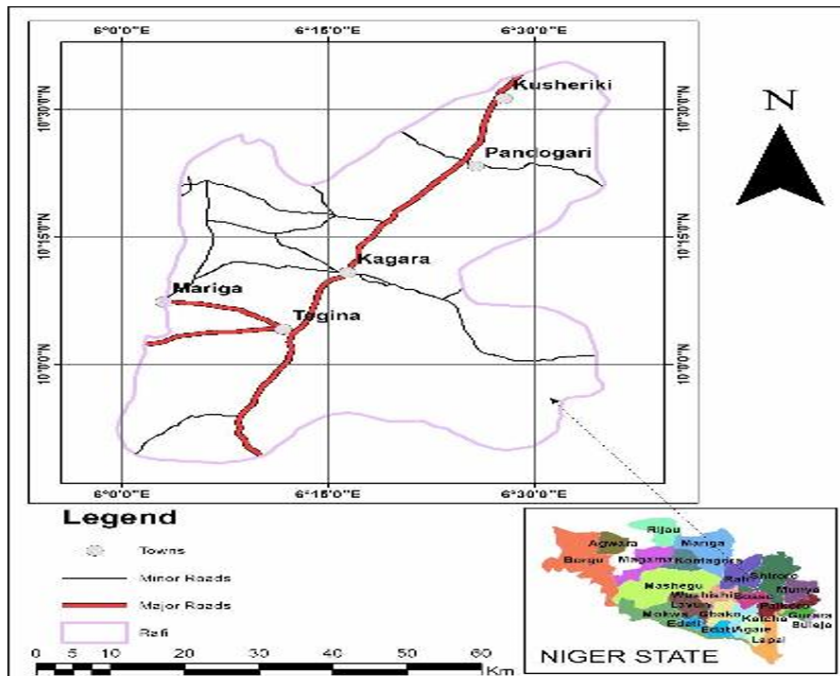 6°0'0"E 6°15'0"E 6°30'0"E
N
Kusheriki
10°30'0"N 10°30'0"N
Pandogari
10°15'0"N 10°15'0"N
Kagara
Mariga
Tegina
10°0'0"N 10°0'0"N
6°0'0"E 6°15'0"E 6°30'0"E
Legend
Towns
Minor Roads
Major Roads
Rafi
0 5 10 20 30 40 50 60
Km
Rijau
Agwara Mariga
Borgu Magama Kontagora
Rafi Shiroro
Mashegu Munya
Wushishi Bosso
Lavun Paikoro
Mokwa Gbako Katcha Gurara
Edati Edati Agaie Suleja
Lapai
NIGER STATE